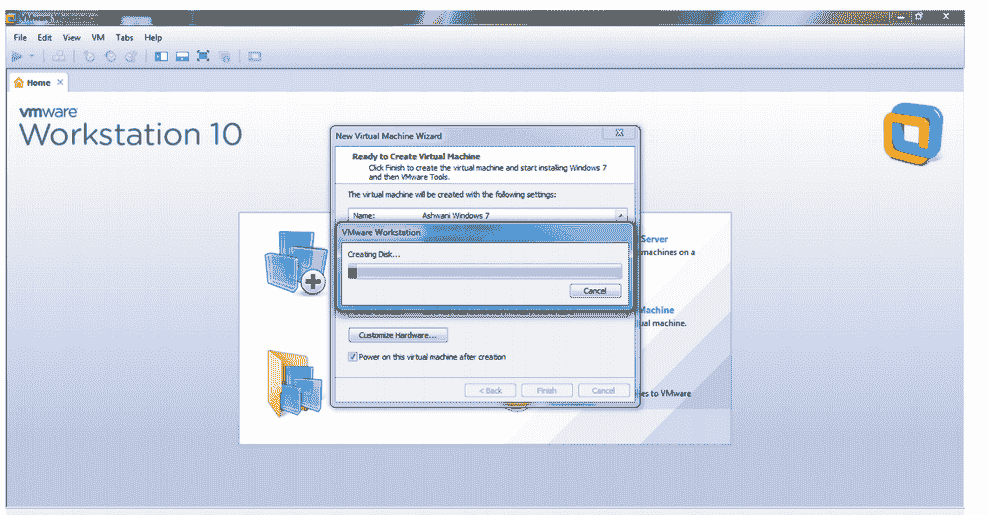 File Edit View VM Tabs Help
Home
vmware
Workstation 10
New Virtual Machine Wizard
Ready to Create Virtual Machine
Click Finish to create the virtual machine and start installing Windows 7
and then VMware Tools.
The virtual machine will be created with the following settings:
Name: Ashwani Windows 7
VMware Workstation
Creating Disk...
Cancel
Server
machines on a
Machine
ual machine.
Customize Hardware...
Power on this virtual machine after creation
< Back Finish Cancel
es to VMware